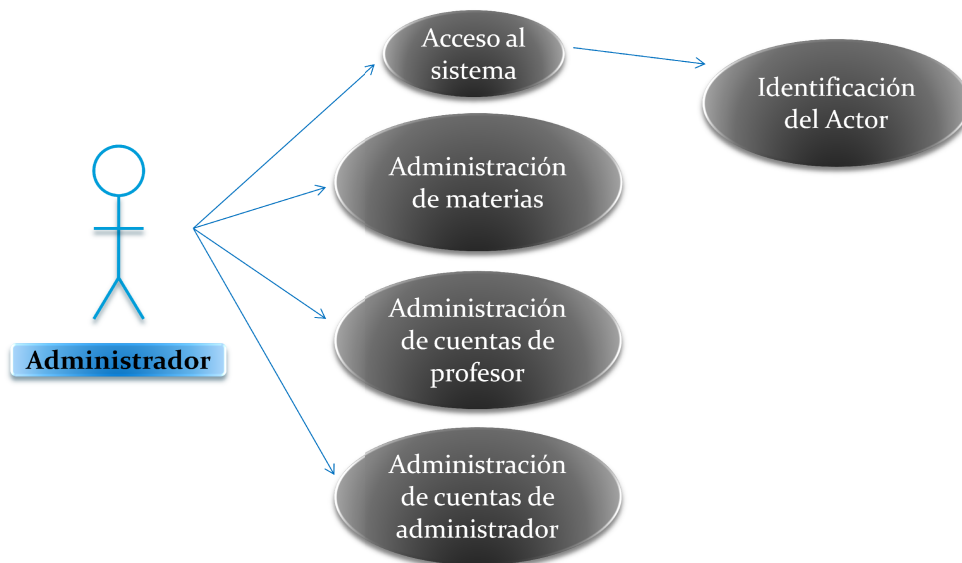 Acceso al
sistema
Identificación
del Actor
Administración
de materias
Administración
de cuentas de
profesor
Administrador
Administración
de cuentas de
administrador